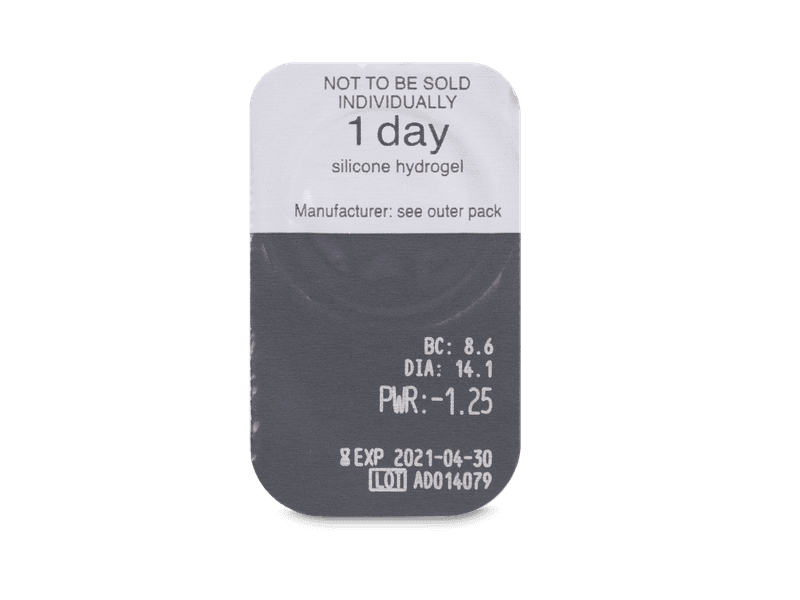 NOT TO BE SOLD
INDIVIDUALLY
1 day
silicone hydrogel
Manufacturer: see outer pack
BC: 8.6
DIA: 14.1
PWR:-1.25
EXP 2021-04-30
LOT AD014079